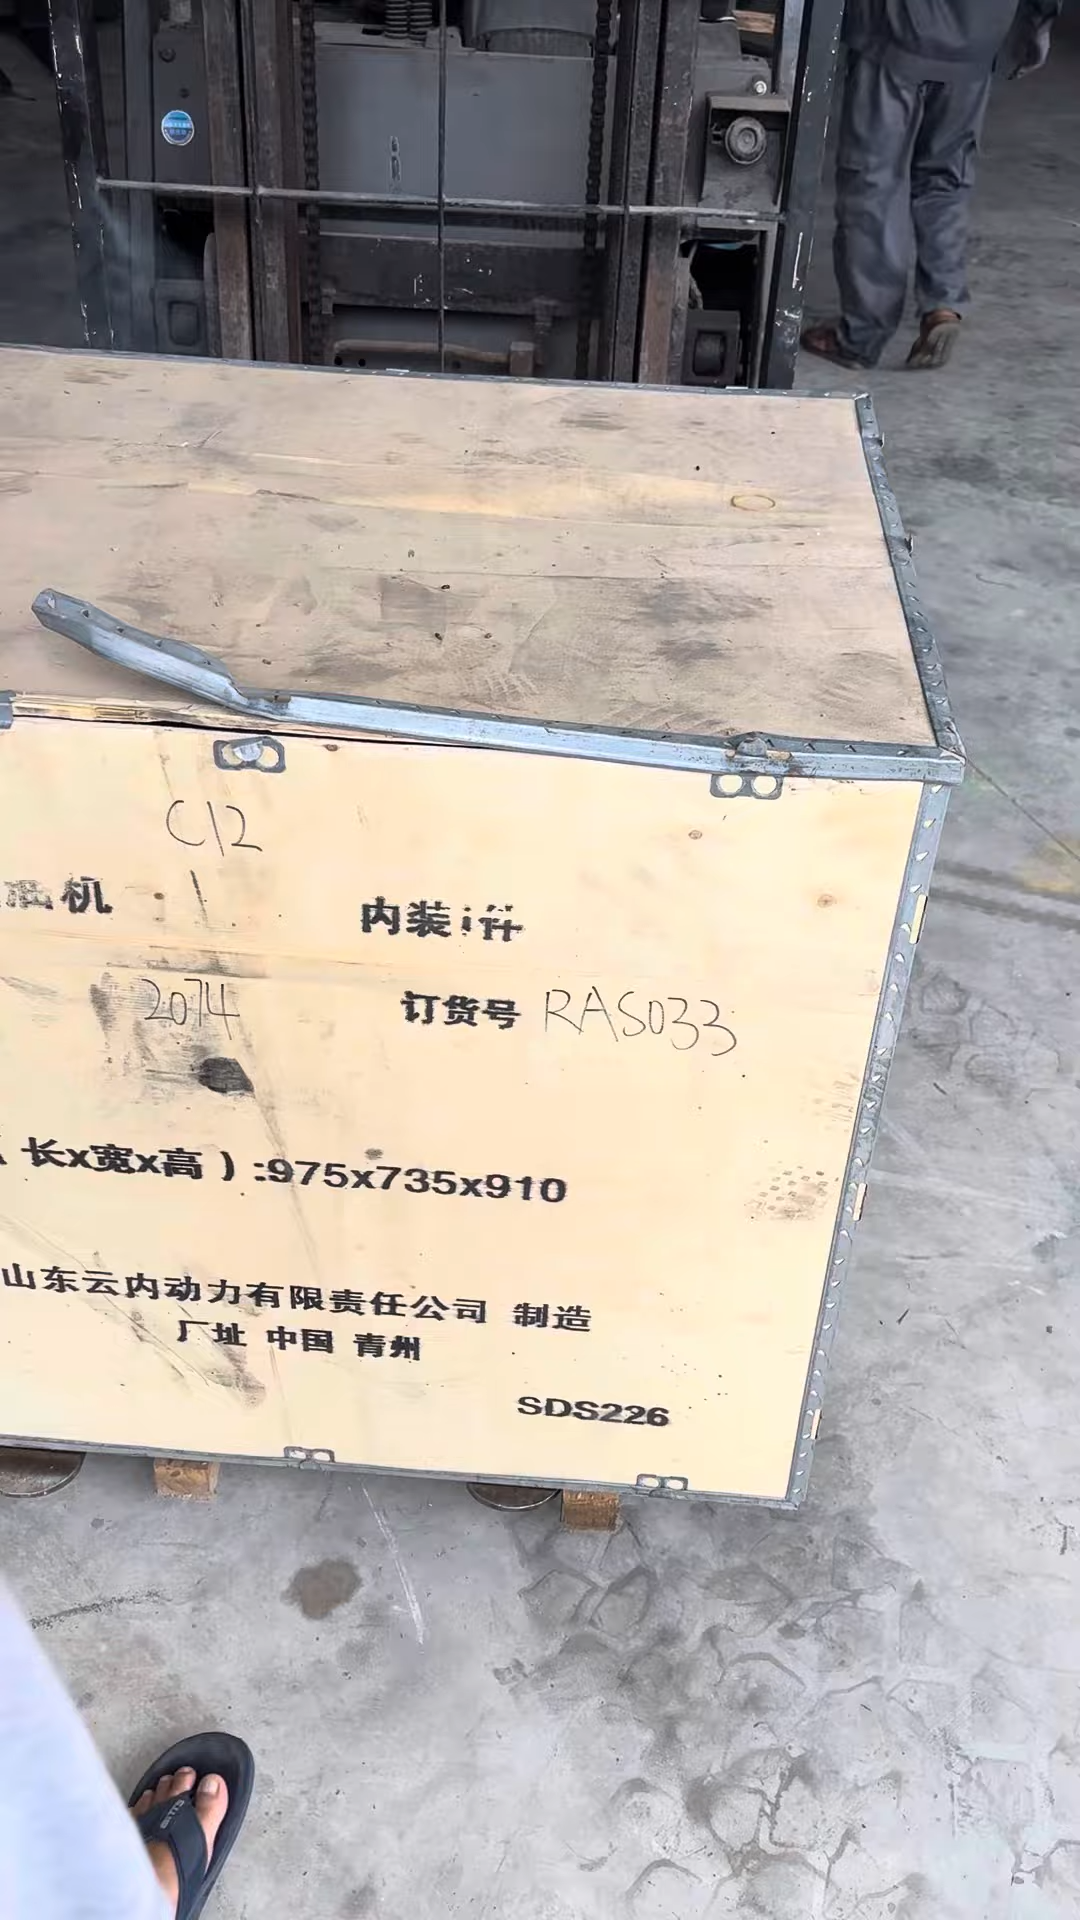 C12
油机 1 内装1件
2074 订货号 RAS033
(长x宽x高):975x735x910
山东云内动力有限责任公司 制造
厂址 中国 青州
SDS226